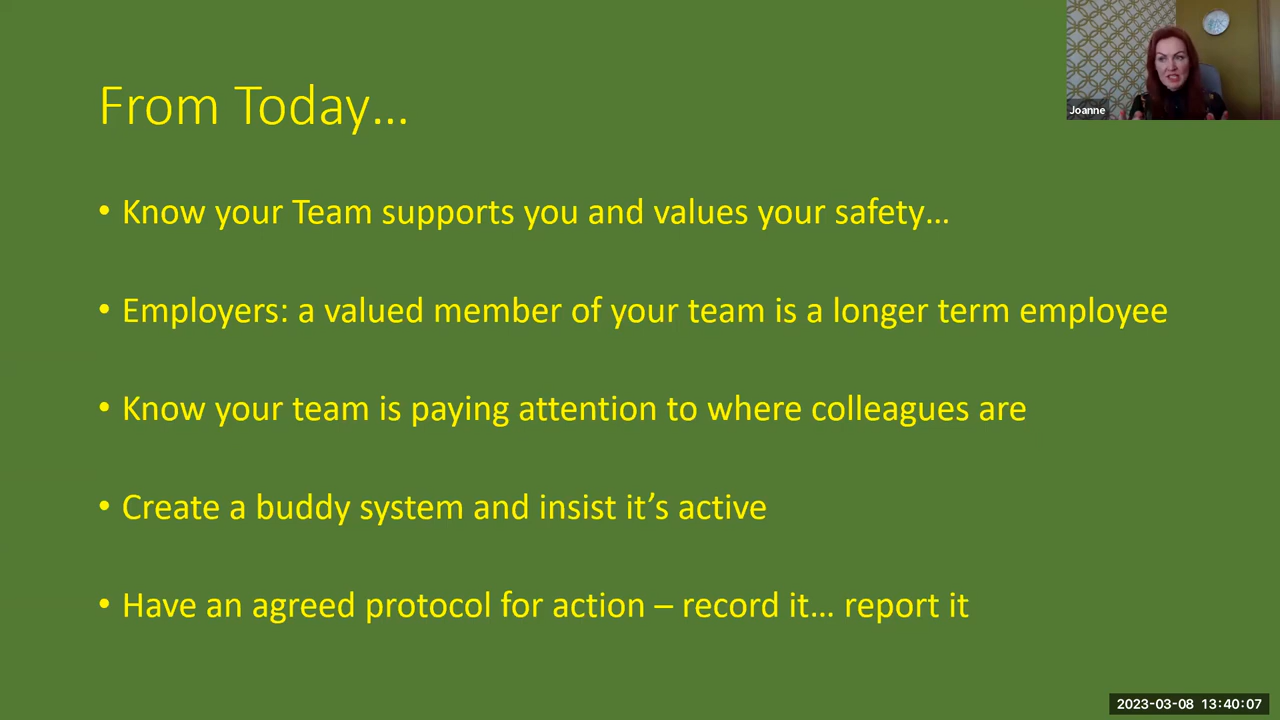 From Today...
Joanne
• Know your Team supports you and values your safety...
• Employers: a valued member of your team is a longer term employee
• Know your team is paying attention to where colleagues are
• Create a buddy system and insist it’s active
• Have an agreed protocol for action – record it... report it
2023-03-08 13:40:07